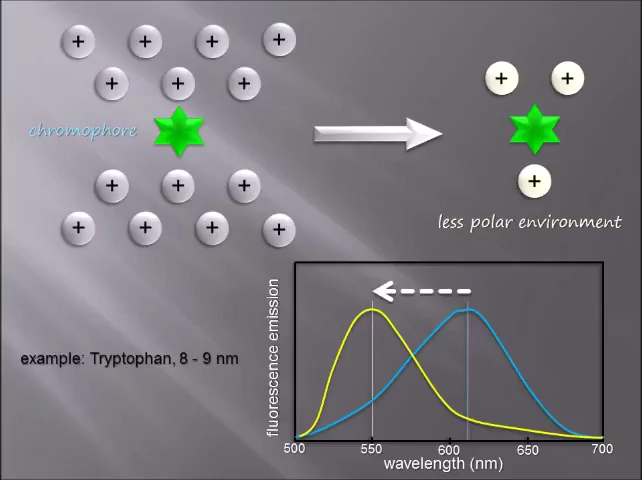 + + + +
+ + +
chromophore
+ + +
+ + + +
+ +
+
less polar environment
example: Tryptophan, 8 - 9 nm
fluorescence emission
500 550 600 650 700
wavelength (nm)